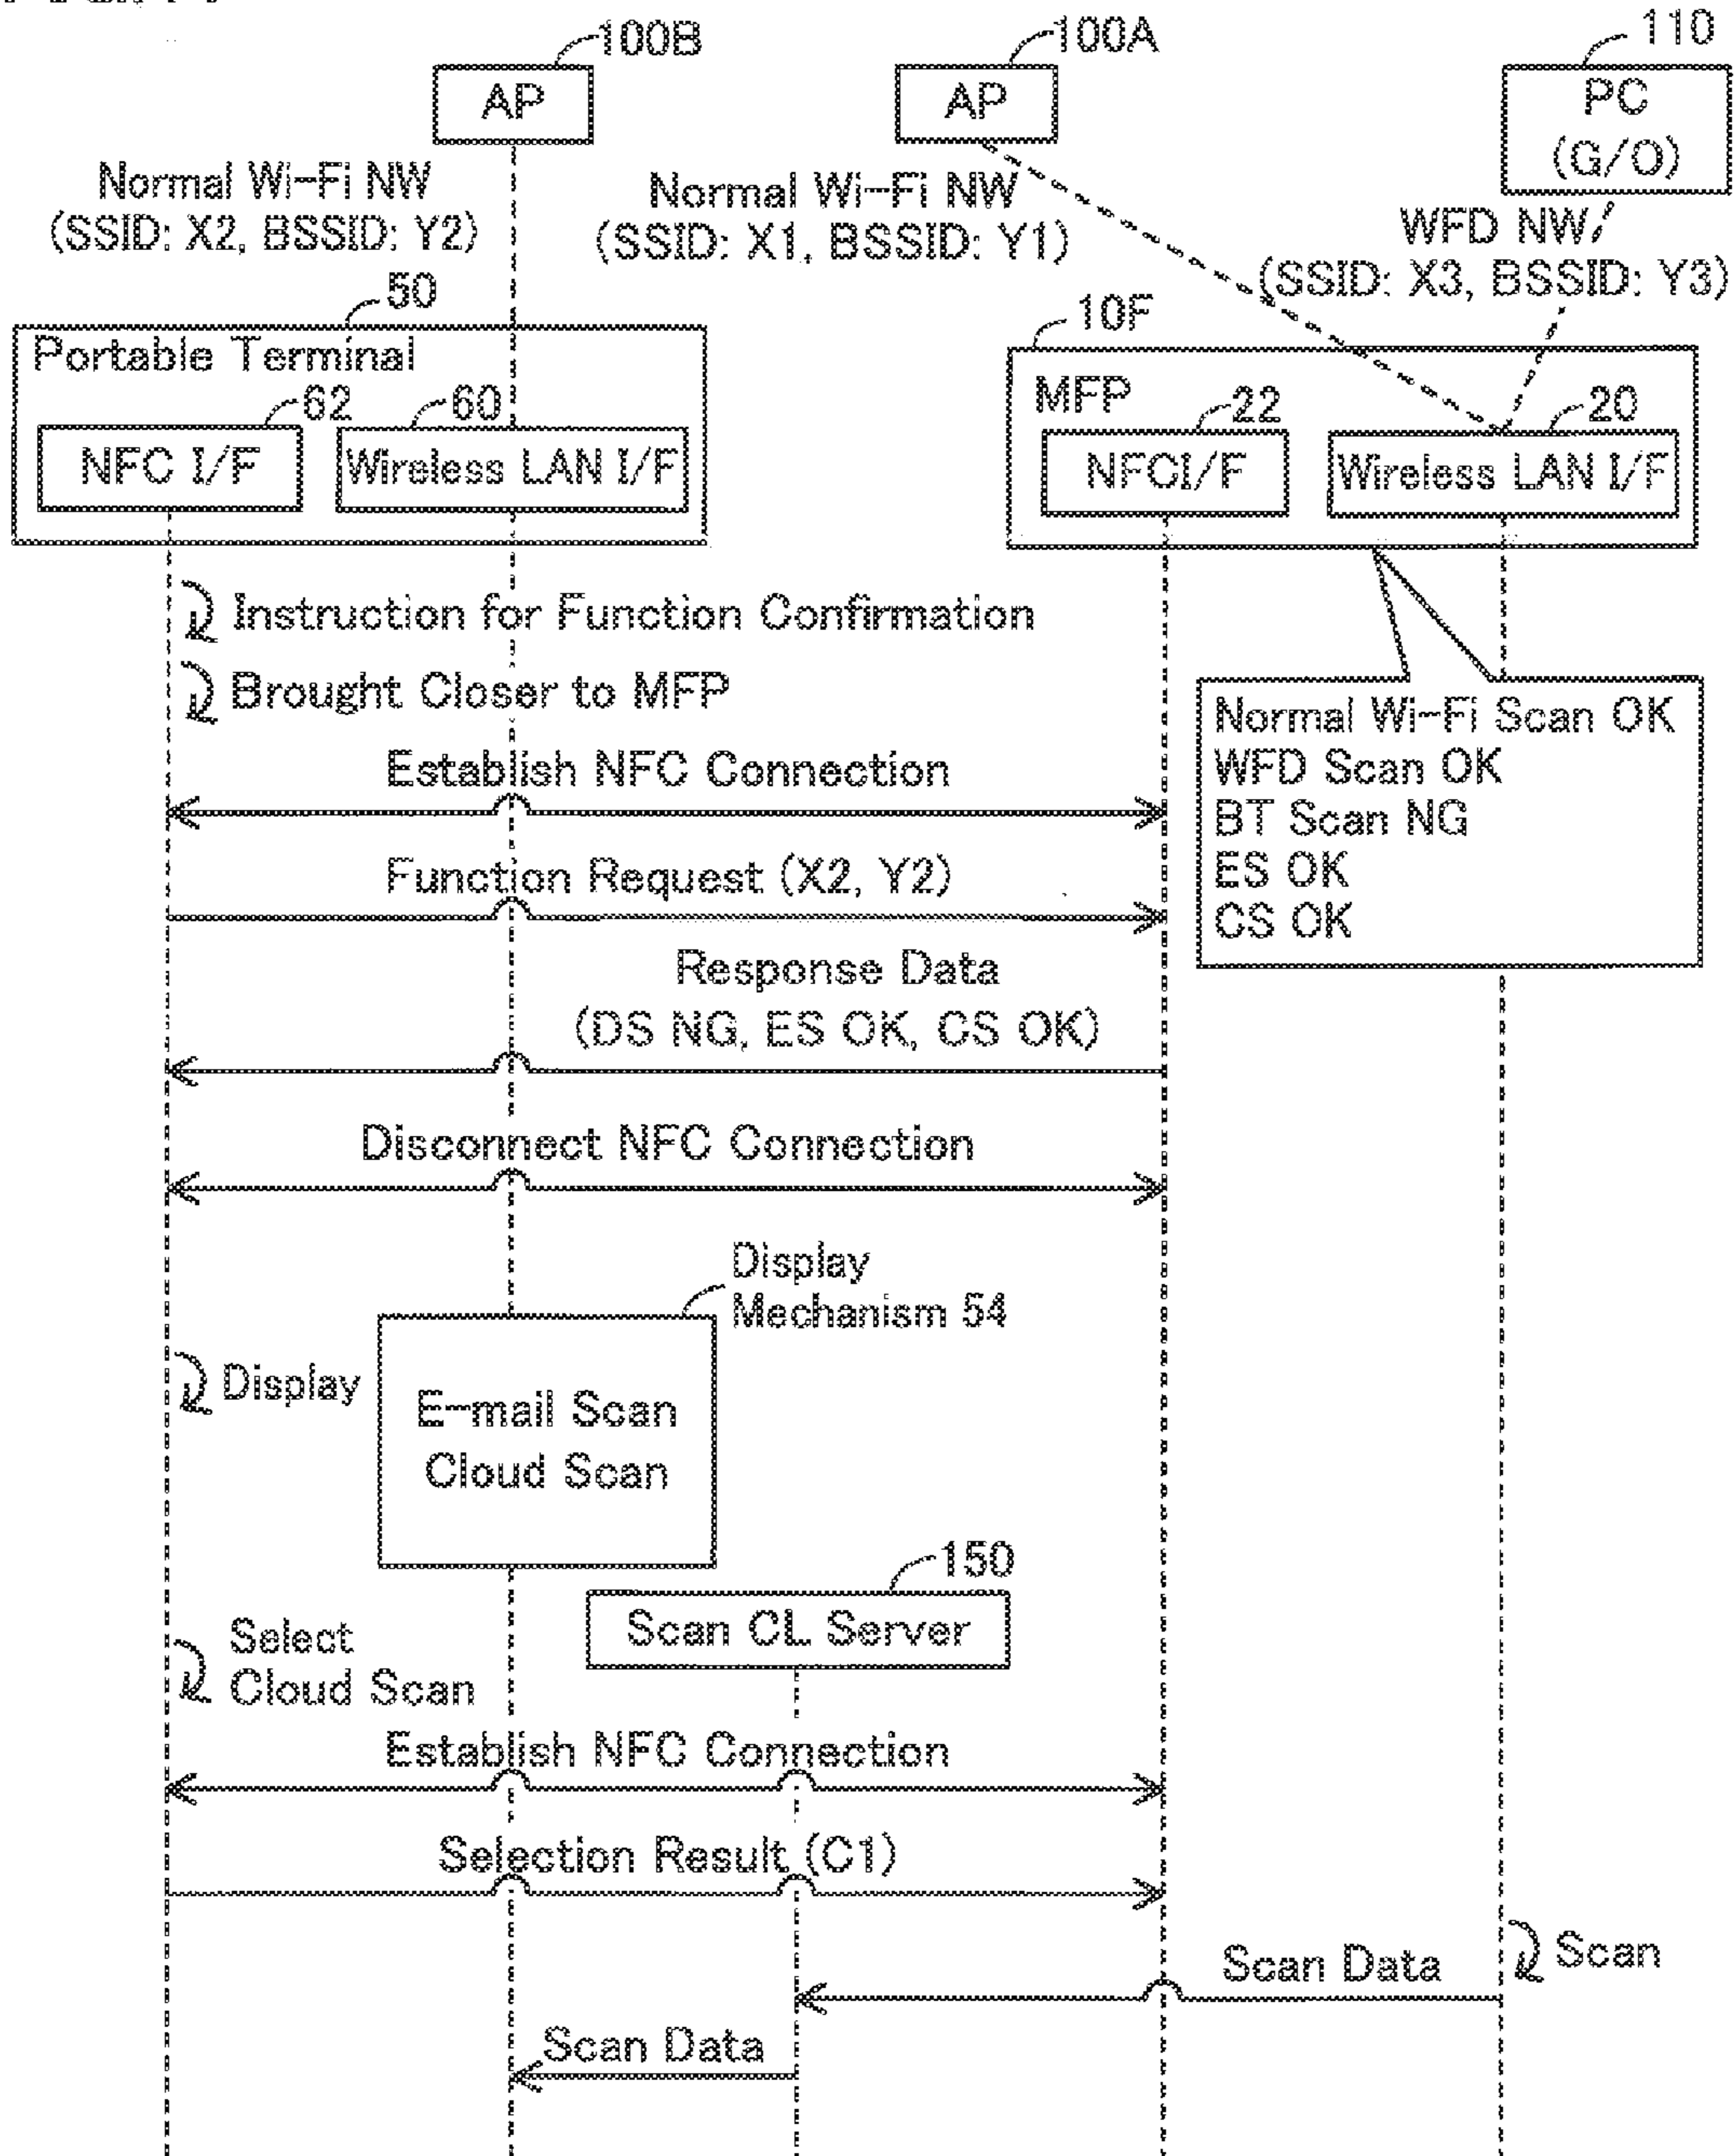 100B
100A
110
AP
AP
PC
(G/O)
Normal Wi-Fi NW
(SSID: X2, BSSID: Y2)
Normal Wi-Fi NW
(SSID: X1, BSSID: Y1)
WFD NW
(SSID: X3, BSSID: Y3)
50
10F
Portable Terminal
MFP
62
60
22
20
NFC I/F
Wireless LAN I/F
NFCI/F
Wireless LAN I/F
Instruction for Function Confirmation
Brought Closer to MFP
Normal Wi-Fi Scan OK
WFD Scan OK
BT Scan NG
ES OK
CS OK
Establish NFC Connection
Function Request (X2, Y2)
Response Data
(DS NG, ES OK, CS OK)
Disconnect NFC Connection
Display
Mechanism 54
Display
E-mail Scan
Cloud Scan
150
Scan CL Server
Select
Cloud Scan
Establish NFC Connection
Selection Result (C1)
Scan
Scan Data
Scan Data